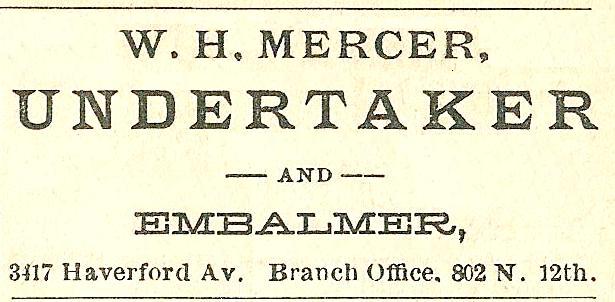 W. H. MERCER,
UNDERTAKER
— AND —
EMBALMER,
3417 Haverford Av. Branch Office, 802 N. 12th.